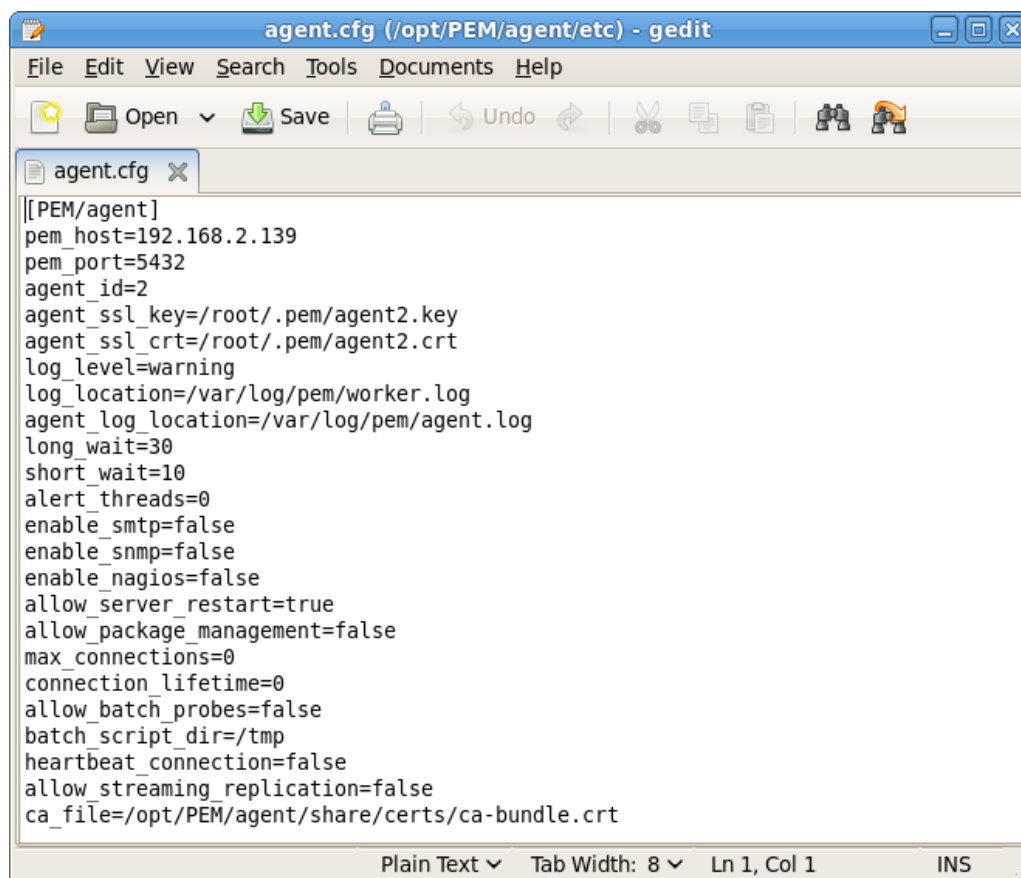 agent.cfg (/opt/PEM/agent/etc) - gedit
File Edit View Search Tools Documents Help
Open Save Undo
agent.cfg
[PEM/agent]
pem_host=192.168.2.139
pem_port=5432
agent_id=2
agent_ssl_key=/root/.pem/agent2.key
agent_ssl_crt=/root/.pem/agent2.crt
log_level=warning
log_location=/var/log/pem/worker.log
agent_log_location=/var/log/pem/agent.log
long_wait=30
short_wait=10
alert_threads=0
enable_smtp=false
enable_snmp=false
enable_nagios=false
allow_server_restart=true
allow_package_management=false
max_connections=0
connection_lifetime=0
allow_batch_probes=false
batch_script_dir=/tmp
heartbeat_connection=false
allow_streaming_replication=false
ca_file=/opt/PEM/agent/share/certs/ca-bundle.crt
Plain Text Tab Width: 8 Ln 1, Col 1 INS